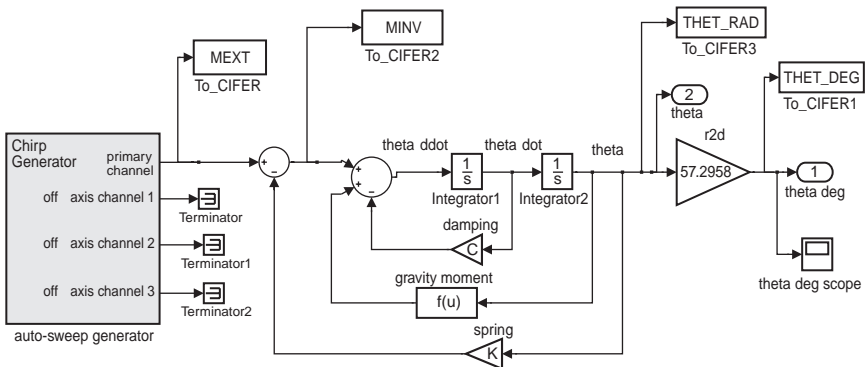 MEXT
To_CIFER
MINV
To_CIFER2
THET_RAD
To_CIFER3
THET_DEG
To_CIFER1
2
theta
r2d
57.2958
1
theta deg
theta deg scope
Chirp
Generator
primary
channel
off axis channel 1
off axis channel 2
off axis channel 3
auto-sweep generator
Terminator
Terminator1
Terminator2
+
-
+
+
-
theta ddot
1
s
Integrator1
theta dot
1
s
Integrator2
theta
damping
C
gravity moment
f(u)
spring
K